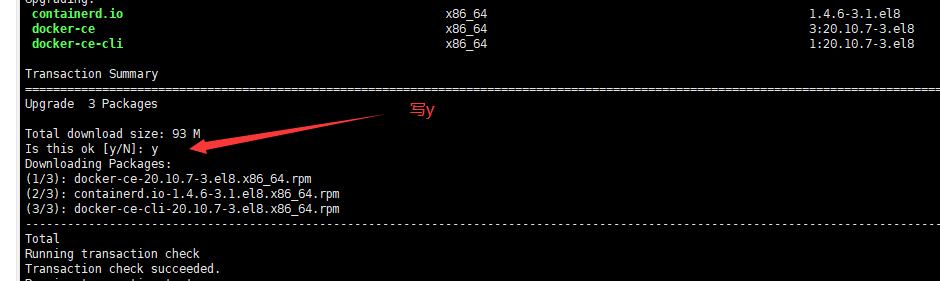 Upgrading:
containerd.io x86_64 1.4.6-3.1.el8
docker-ce x86_64 3:20.10.7-3.el8
docker-ce-cli x86_64 1:20.10.7-3.el8
Transaction Summary
================================================================================
Upgrade 3 Packages
写y
Total download size: 93 M
Is this ok [y/N]: y
Downloading Packages:
(1/3): docker-ce-20.10.7-3.el8.x86_64.rpm
(2/3): containerd.io-1.4.6-3.1.el8.x86_64.rpm
(3/3): docker-ce-cli-20.10.7-3.el8.x86_64.rpm
--------------------------------------------------------------------------------
Total
Running transaction check
Transaction check succeeded.